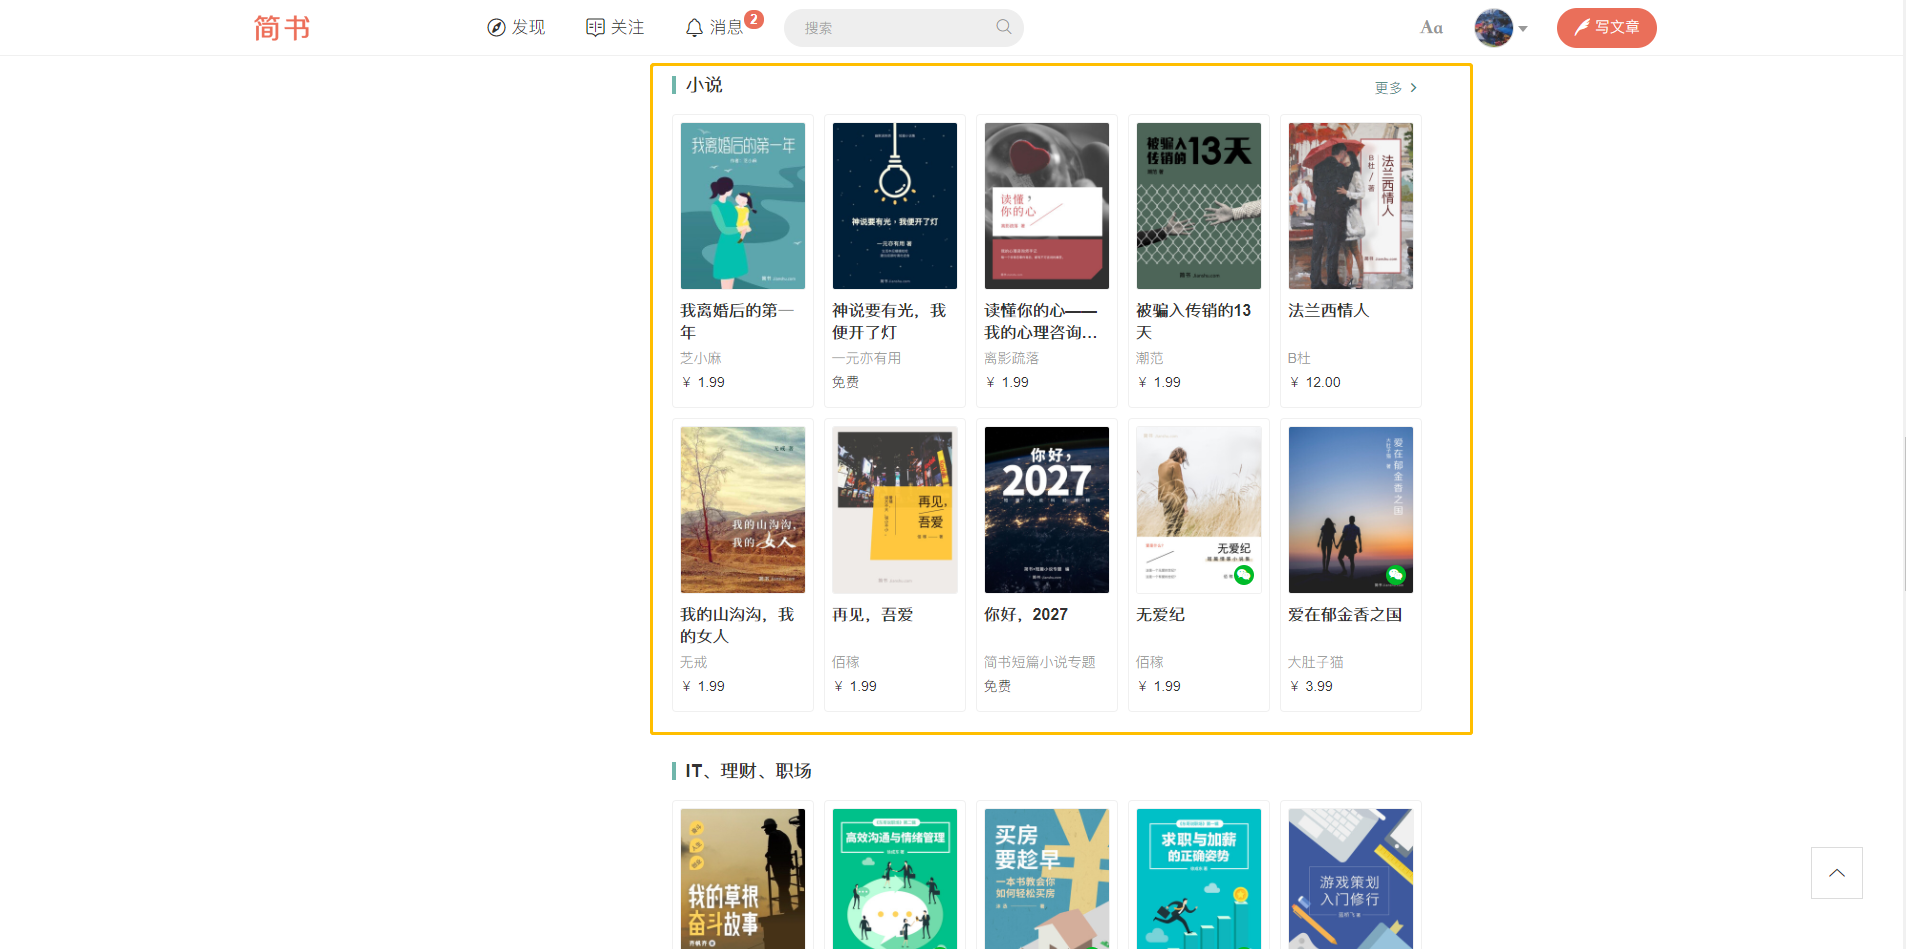 简书
发现
关注
消息
2
搜索
Aa
写文章
小说
更多
我离婚后的第一年
神说要有光，我便开了灯
一元亦有用 著
读懂，
你的心
被骗入
传销的13天
法兰西情人
B杜/著
我离婚后的第一
年
芝小麻
¥ 1.99
神说要有光，我
便开了灯
一元亦有用
免费
读懂你的心——
我的心理咨询...
离影疏落
¥ 1.99
被骗入传销的13
天
潮范
¥ 1.99
法兰西情人
B杜
¥ 12.00
我的山沟沟，
我的女人
再见，
吾爱
你好，
2027
无爱纪
爱在郁金香之国
我的山沟沟，我
的女人
无戒
¥ 1.99
再见，吾爱
佰稼
¥ 1.99
你好，2027
简书短篇小说专题
免费
无爱纪
佰稼
¥ 1.99
爱在郁金香之国
大肚子猫
¥ 3.99
IT、理财、职场
我的草根
奋斗故事
齐帆齐
高效沟通与情绪管理
买房
要趁早
一本书教会你
如何轻松买房
求职与加薪
的正确姿势
游戏策划
入门修行